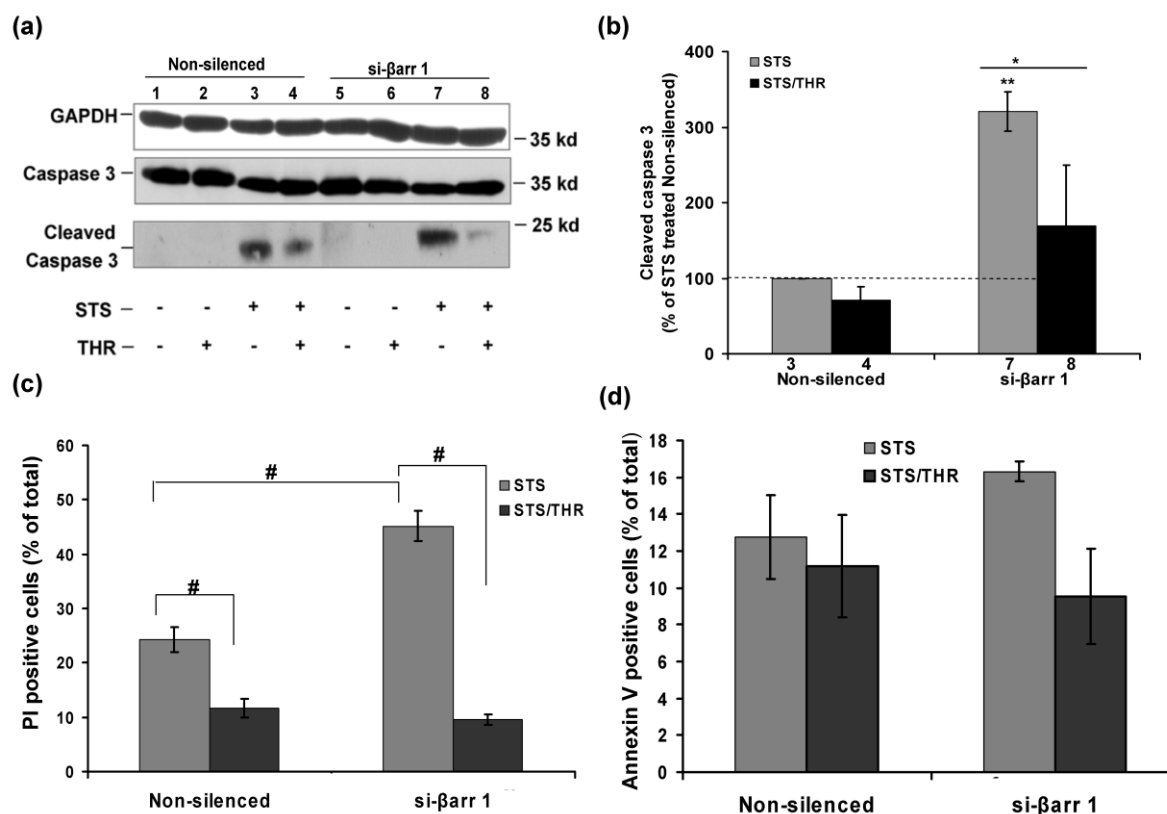 (a)
Non-silenced si-βarr 1
1 2 3 4 5 6 7 8
GAPDH
35 kd
Caspase 3
35 kd
25 kd
Cleaved
Caspase 3
STS - - + + - - + +
THR - + - + - + - +
(b)
Cleaved caspase 3
(% of STS treated Non-silenced)
400
300
200
100
0
STS
STS/THR
*
**
3 4 7 8
Non-silenced si-βarr 1
(c)
PI positive cells (% of total)
60
50
40
30
20
10
0
#
#
#
STS
STS/THR
Non-silenced si-βarr 1
(d)
Annexin V positive cells (% of total)
18
16
14
12
10
8
6
4
2
0
STS
STS/THR
Non-silenced si-βarr 1